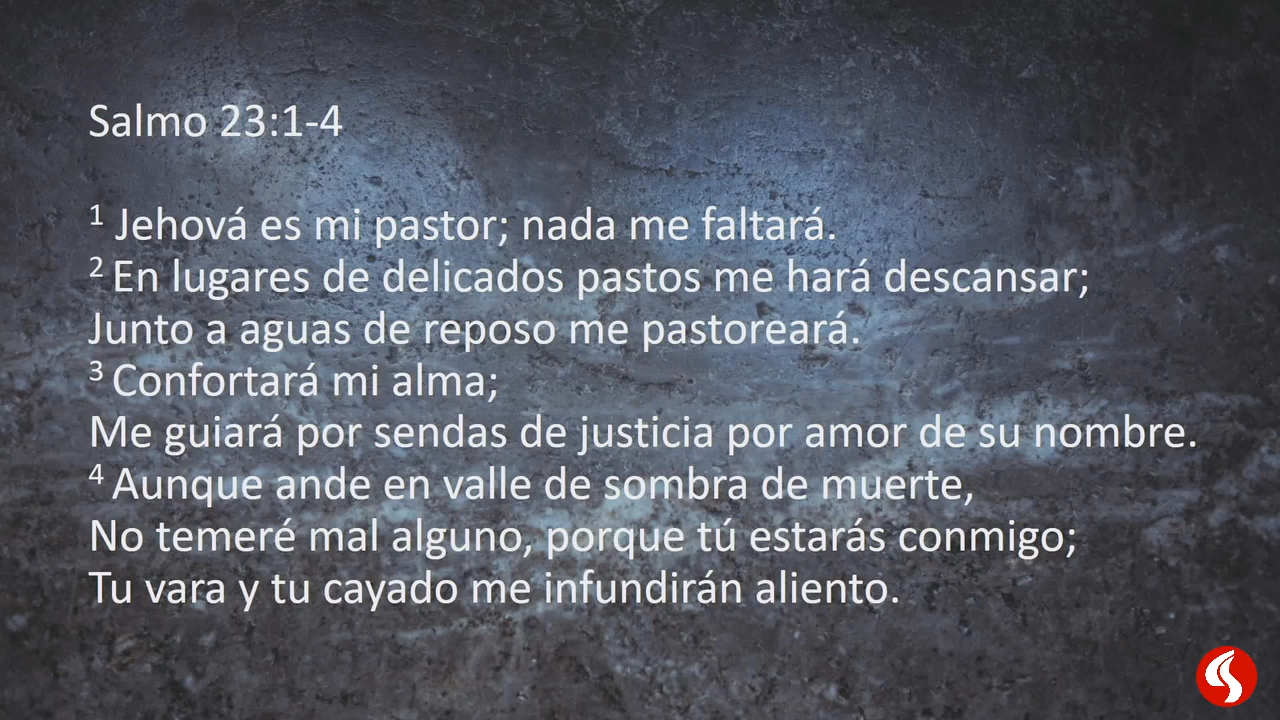 Salmo 23:1-4
1 Jehová es mi pastor; nada me faltará.
2 En lugares de delicados pastos me hará descansar;
Junto a aguas de reposo me pastoreará.
3 Confortará mi alma;
Me guiará por sendas de justicia por amor de su nombre.
4 Aunque ande en valle de sombra de muerte,
No temeré mal alguno, porque tú estarás conmigo;
Tu vara y tu cayado me infundirán aliento.